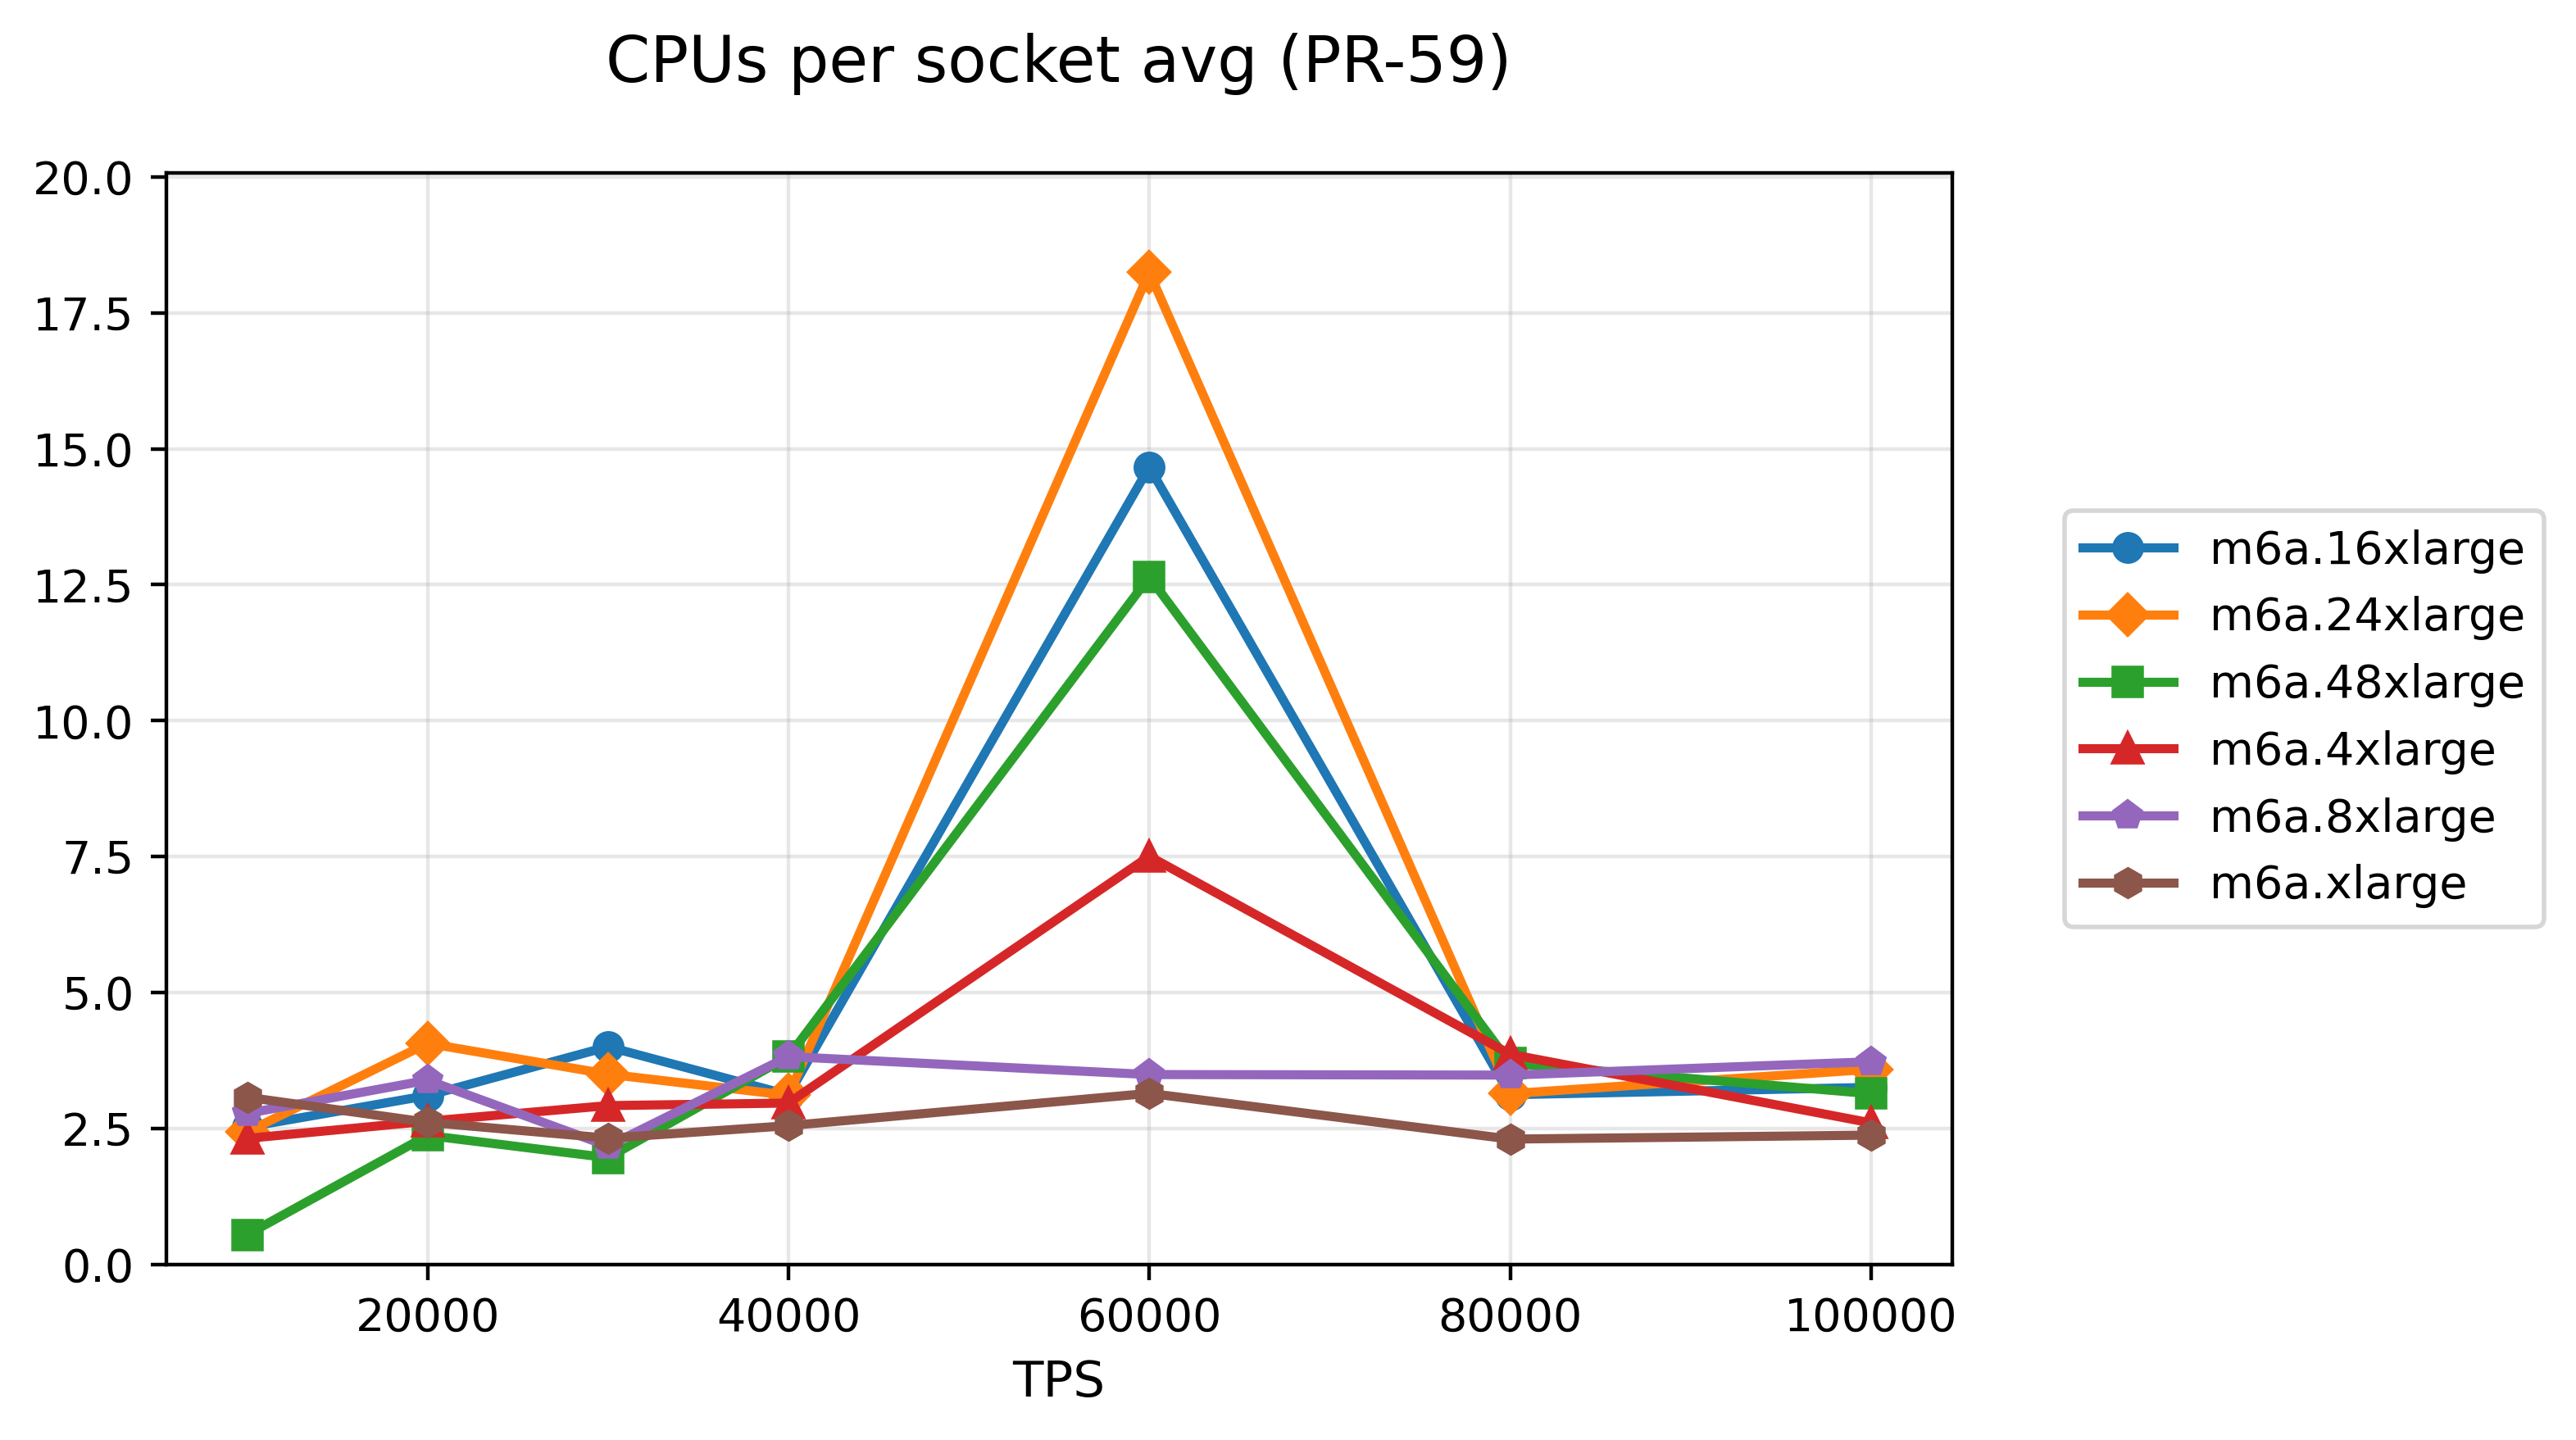 CPUs per socket avg (PR-59)
20.0
17.5
15.0
12.5
10.0
7.5
5.0
2.5
0.0
20000
40000
60000
80000
100000
TPS
m6a.16xlarge
m6a.24xlarge
m6a.48xlarge
m6a.4xlarge
m6a.8xlarge
m6a.xlarge